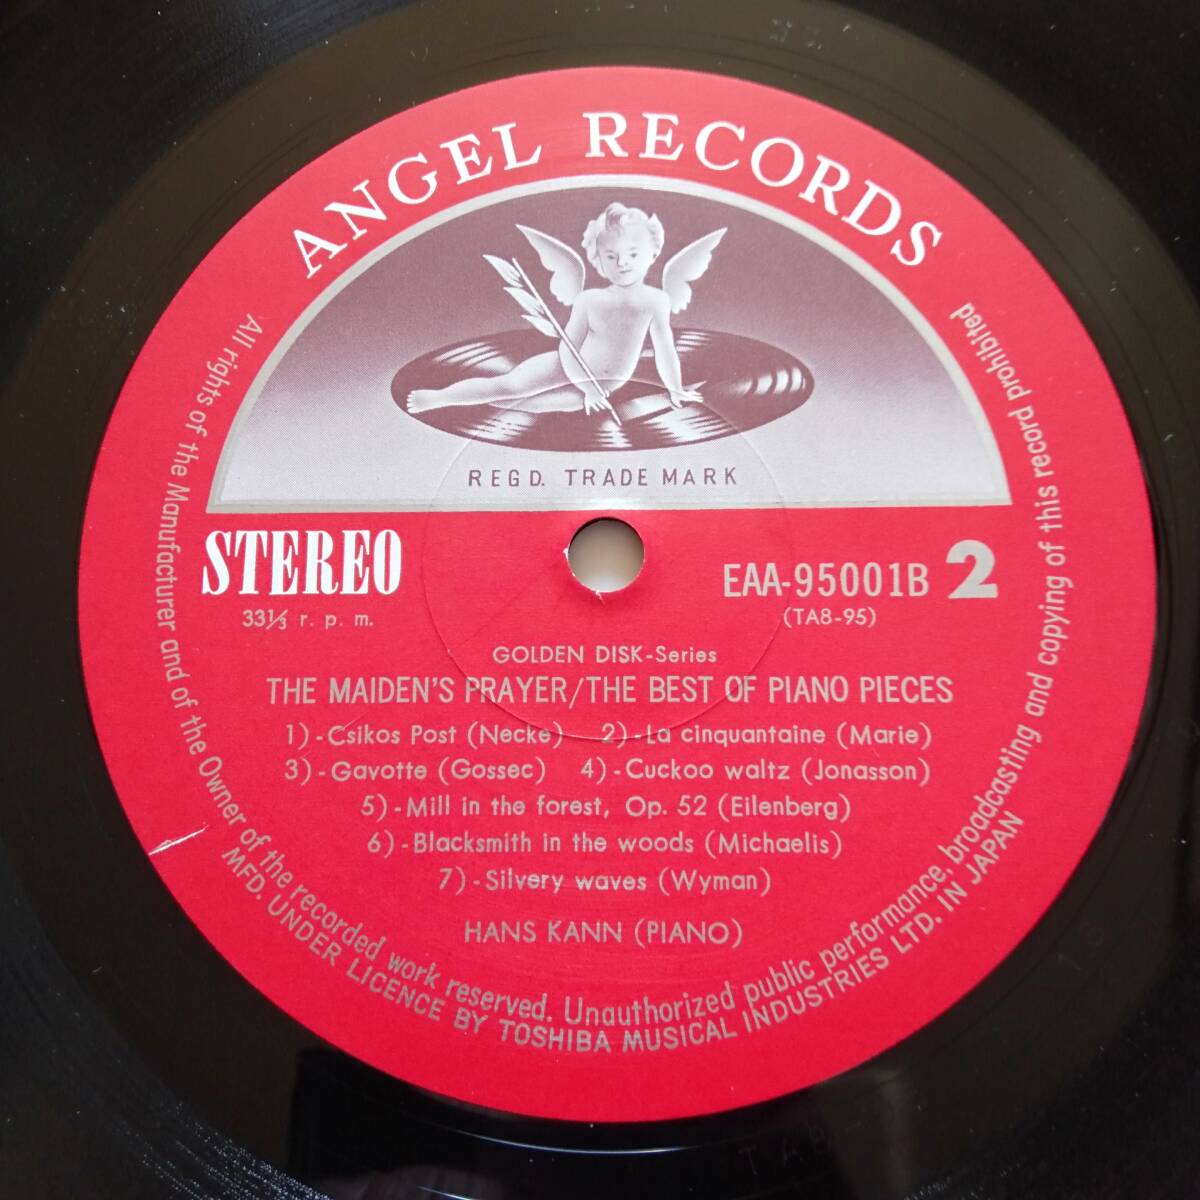 ANGEL RECORDS
REGD. TRADE MARK
STEREO
33⅓ r. p. m.
EAA-95001B 2
(TA8-95)
GOLDEN DISK-Series
THE MAIDEN'S PRAYER/THE BEST OF PIANO PIECES
1)-Csikos Post (Necke) 2)-La cinquantaine (Marie)
3)-Gavotte (Gossec) 4)-Cuckoo waltz (Jonasson)
5)-Mill in the forest, Op. 52 (Eilenberg)
6)-Blacksmith in the woods (Michaelis)
7)-Silvery waves (Wyman)
HANS KANN (PIANO)
All rights of the Manufacturer and of the Owner of the recorded work reserved. Unauthorized public performance, broadcasting and copying of this record prohibited
MFD. UNDER LICENCE BY TOSHIBA MUSICAL INDUSTRIES LTD. IN JAPAN